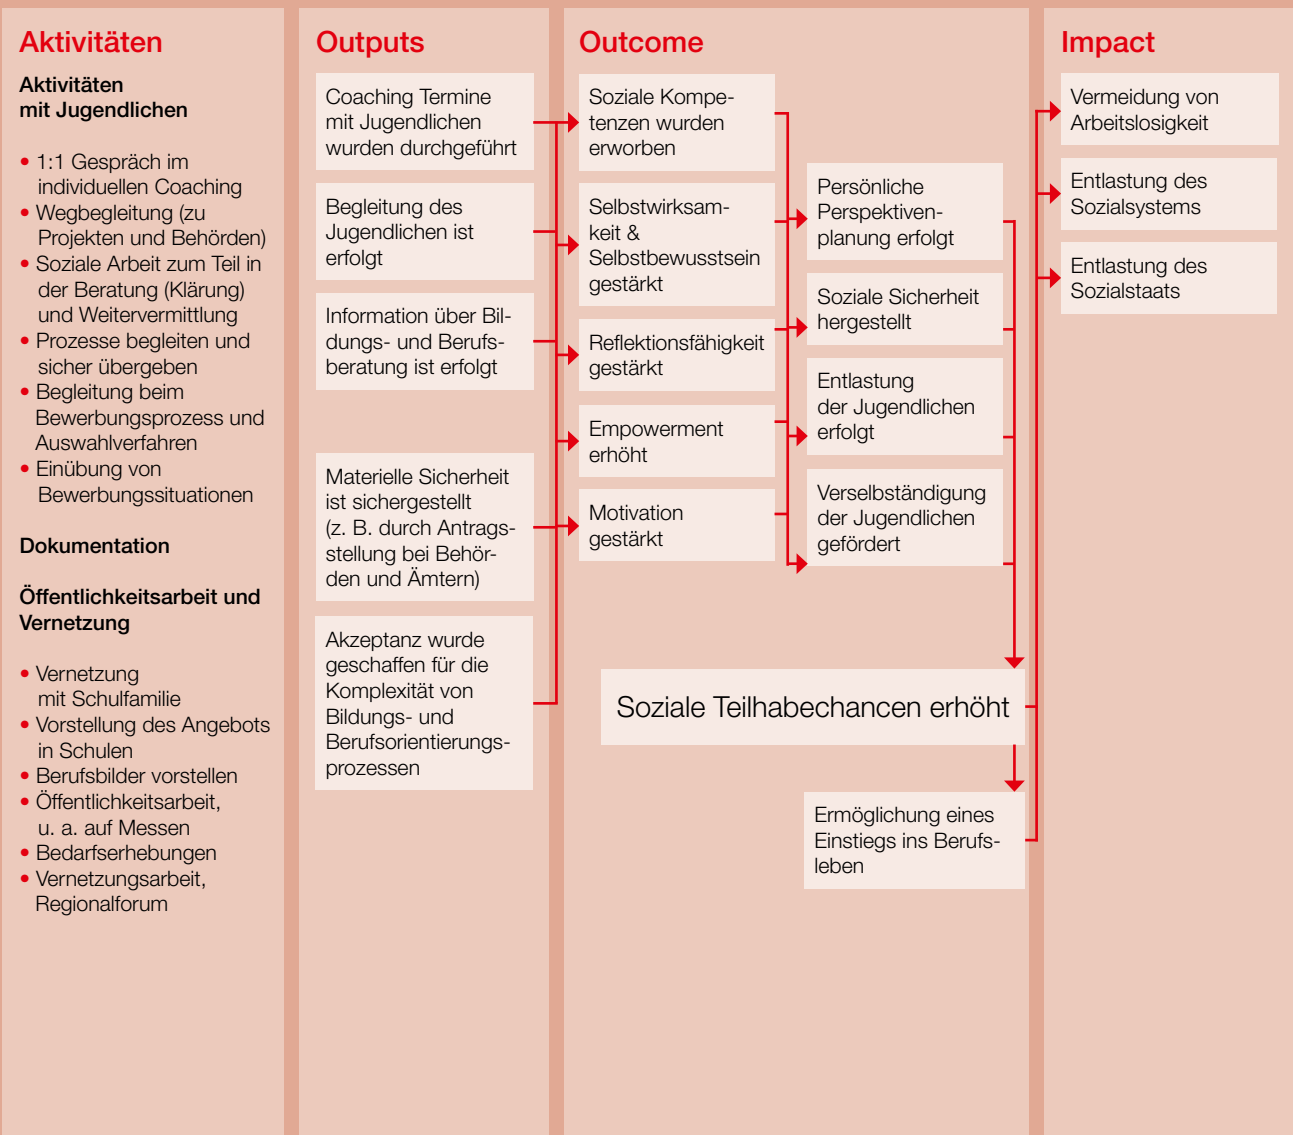 Aktivitäten
Aktivitäten
mit Jugendlichen
• 1:1 Gespräch im
individuellen Coaching
• Wegbegleitung (zu
Projekten und Behörden)
• Soziale Arbeit zum Teil in
der Beratung (Klärung)
und Weitervermittlung
• Prozesse begleiten und
sicher übergeben
• Begleitung beim
Bewerbungsprozess und
Auswahlverfahren
• Einübung von
Bewerbungssituationen
Dokumentation
Öffentlichkeitsarbeit und
Vernetzung
• Vernetzung
mit Schulfamilie
• Vorstellung des Angebots
in Schulen
• Berufsbilder vorstellen
• Öffentlichkeitsarbeit,
u. a. auf Messen
• Bedarfserhebungen
• Vernetzungsarbeit,
Regionalforum
Outputs
Coaching Termine
mit Jugendlichen
wurden durchgeführt
Begleitung des
Jugendlichen ist
erfolgt
Information über Bil-
dungs- und Berufs-
beratung ist erfolgt
Materielle Sicherheit
ist sichergestellt
(z. B. durch Antrags-
stellung bei Behör-
den und Ämtern)
Akzeptanz wurde
geschaffen für die
Komplexität von
Bildungs- und
Berufsorientierungs-
prozessen
Outcome
Soziale Kompe-
tenzen wurden
erworben
Selbstwirksam-
keit &
Selbstbewusstsein
gestärkt
Reflektionsfähigkeit
gestärkt
Empowerment
erhöht
Motivation
gestärkt
Persönliche
Perspektiven-
planung erfolgt
Soziale Sicherheit
hergestellt
Entlastung
der Jugendlichen
erfolgt
Verselbständigung
der Jugendlichen
gefördert
Soziale Teilhabechancen erhöht
Ermöglichung eines
Einstiegs ins Berufs-
leben
Impact
Vermeidung von
Arbeitslosigkeit
Entlastung des
Sozialsystems
Entlastung des
Sozialstaats